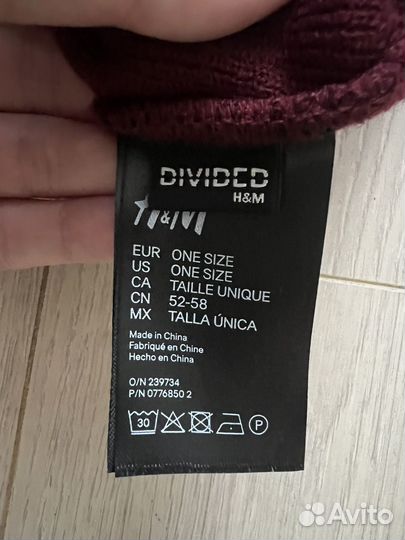 DIVIDED
H&M
H&M
EUR ONE SIZE
US ONE SIZE
CA TAILLE UNIQUE
CN 52-58
MX TALLA ÚNICA
Made in China
Fabriqué en Chine
Hecho en China
O/N 239734
P/N 0776850 2
30 P
Avito